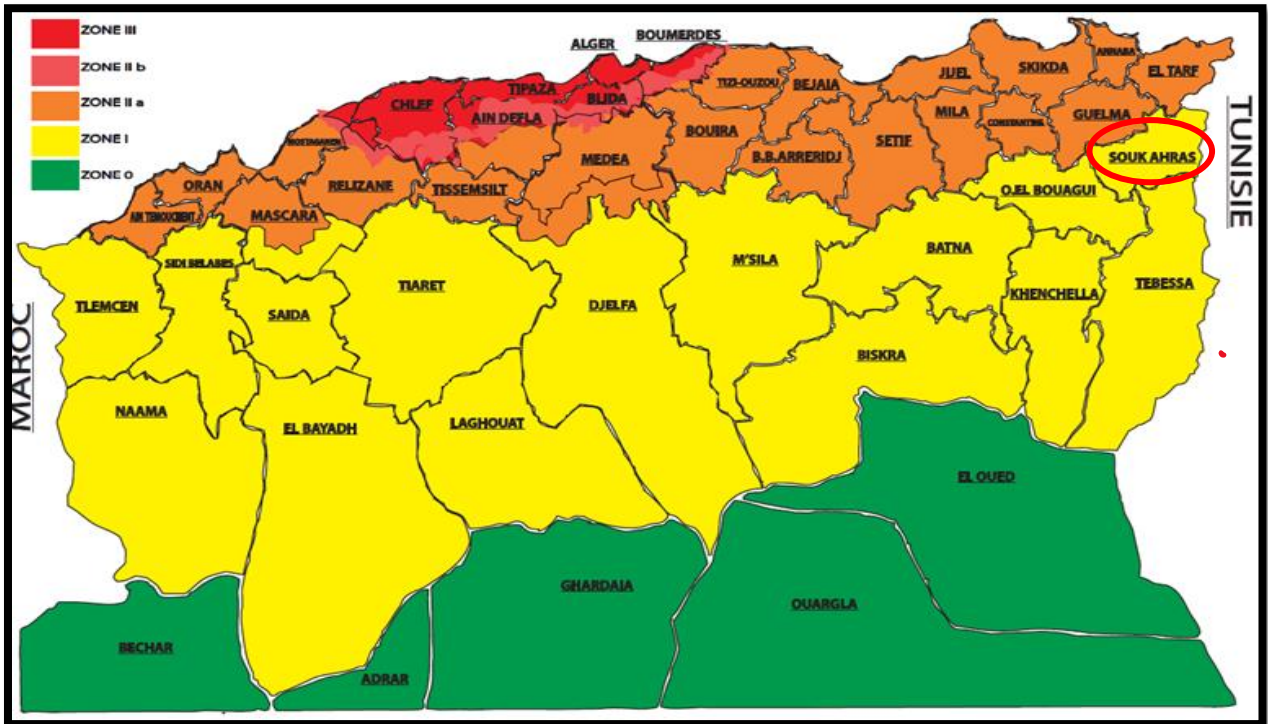 ZONE III
ZONE II b
ZONE II a
ZONE I
ZONE 0
ALGER
BOUMERDES
CHLEF
TIPAZA
BLIDA
AIN DEFLA
TIZI-OUZOU
BEJAIA
JIJEL
SKIKDA
ANNABA
EL TARF
MOSTAGANEM
ORAN
RELIZANE
TISSEMSILT
MEDEA
BOUIRA
B.B.ARRERIDJ
SETIF
MILA
CONSTANTINE
GUELMA
SOUK AHRAS
AIN TEMOUCHENT
MASCARA
O.EL BOUAGUI
TUNISIE
TLEMCEN
SIDI BELABES
SAIDA
TIARET
DJELFA
M'SILA
BATNA
KHENCHELLA
TEBESSA
MAROC
BISKRA
NAAMA
EL BAYADH
LAGHOUAT
EL OUED
GHARDAIA
OUARGLA
BECHAR
ADRAR